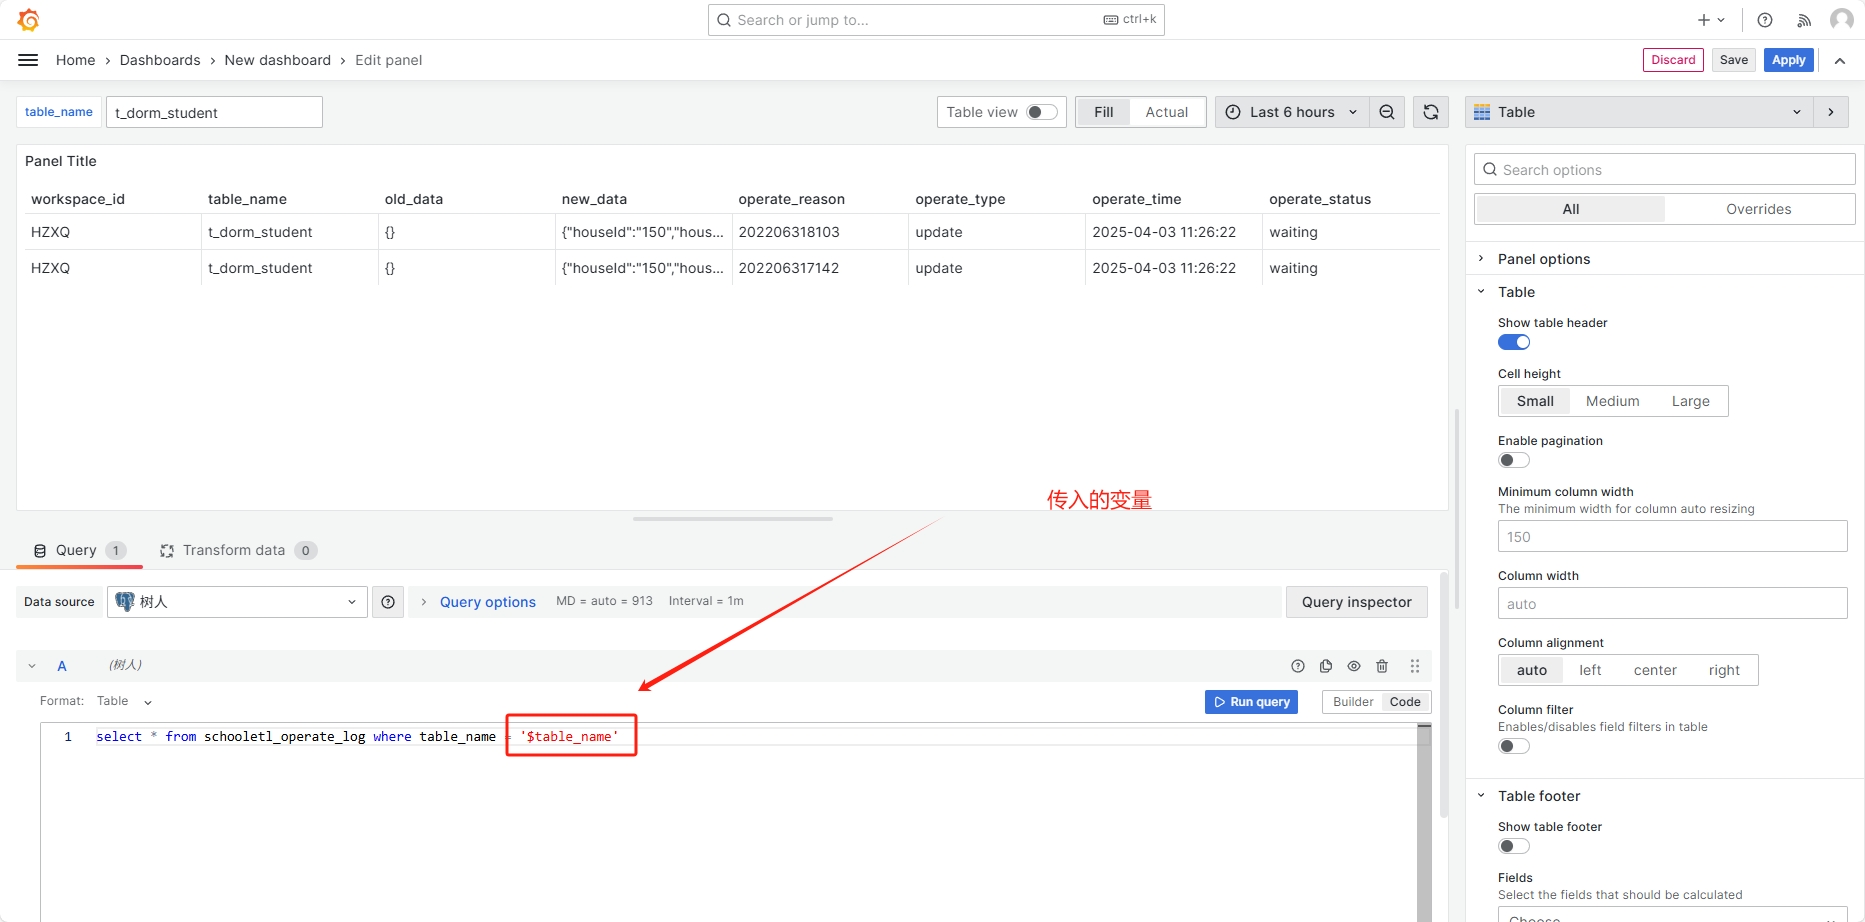 Search or jump to...
ctrl+k
Home › Dashboards › New dashboard › Edit panel
Discard
Save
Apply
table_name
t_dorm_student
Table view
Fill
Actual
Last 6 hours
Table
Panel Title
workspace_id table_name old_data new_data operate_reason operate_type operate_time operate_status
HZXQ t_dorm_student {} {"houseId":"150","hous... 202206318103 update 2025-04-03 11:26:22 waiting
HZXQ t_dorm_student {} {"houseId":"150","hous... 202206317142 update 2025-04-03 11:26:22 waiting
传入的变量
Query 1
Transform data 0
Data source
树人
Query options
MD = auto = 913
Interval = 1m
Query inspector
A
(树人)
Format: Table
Run query
Builder
Code
1 select * from schooletl_operate_log where table_name = '$table_name'
Search options
All
Overrides
Panel options
Table
Show table header
Cell height
Small Medium Large
Enable pagination
Minimum column width
The minimum width for column auto resizing
150
Column width
auto
Column alignment
auto left center right
Column filter
Enables/disables field filters in table
Table footer
Show table footer
Fields
Select the fields that should be calculated
Choose